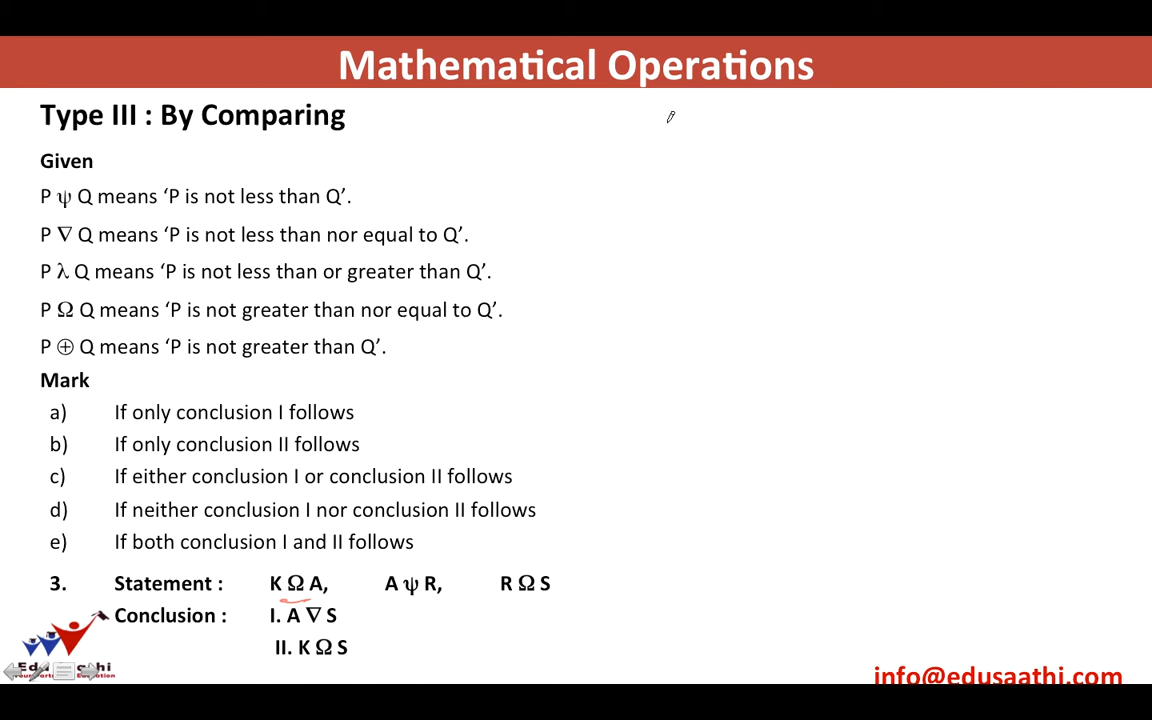 Mathematical Operations
Type III : By Comparing
Given
P ψ Q means ‘P is not less than Q’.
P ∇ Q means ‘P is not less than nor equal to Q’.
P λ Q means ‘P is not less than or greater than Q’.
P Ω Q means ‘P is not greater than nor equal to Q’.
P ⊕ Q means ‘P is not greater than Q’.
Mark
a) If only conclusion I follows
b) If only conclusion II follows
c) If either conclusion I or conclusion II follows
d) If neither conclusion I nor conclusion II follows
e) If both conclusion I and II follows
3. Statement : K Ω A, A ψ R, R Ω S
Conclusion : I. A ∇ S
II. K Ω S
info@edusaathi.com